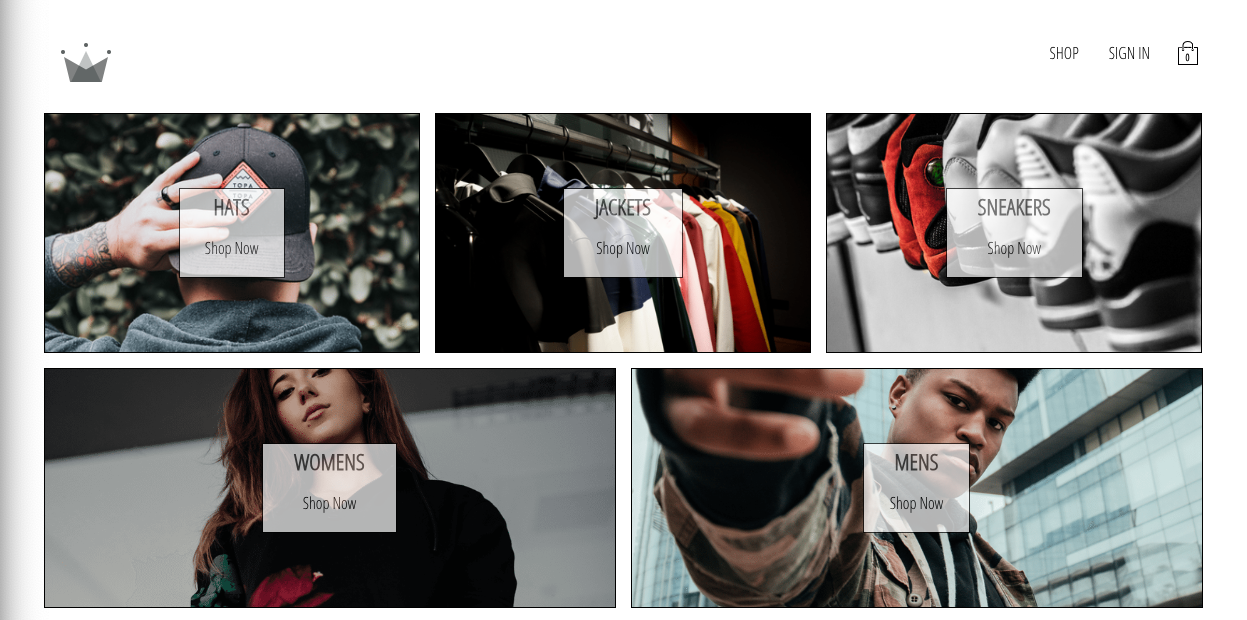 SHOP
SIGN IN
0
TOPA
HATS
Shop Now
JACKETS
Shop Now
SNEAKERS
Shop Now
WOMENS
Shop Now
MENS
Shop Now